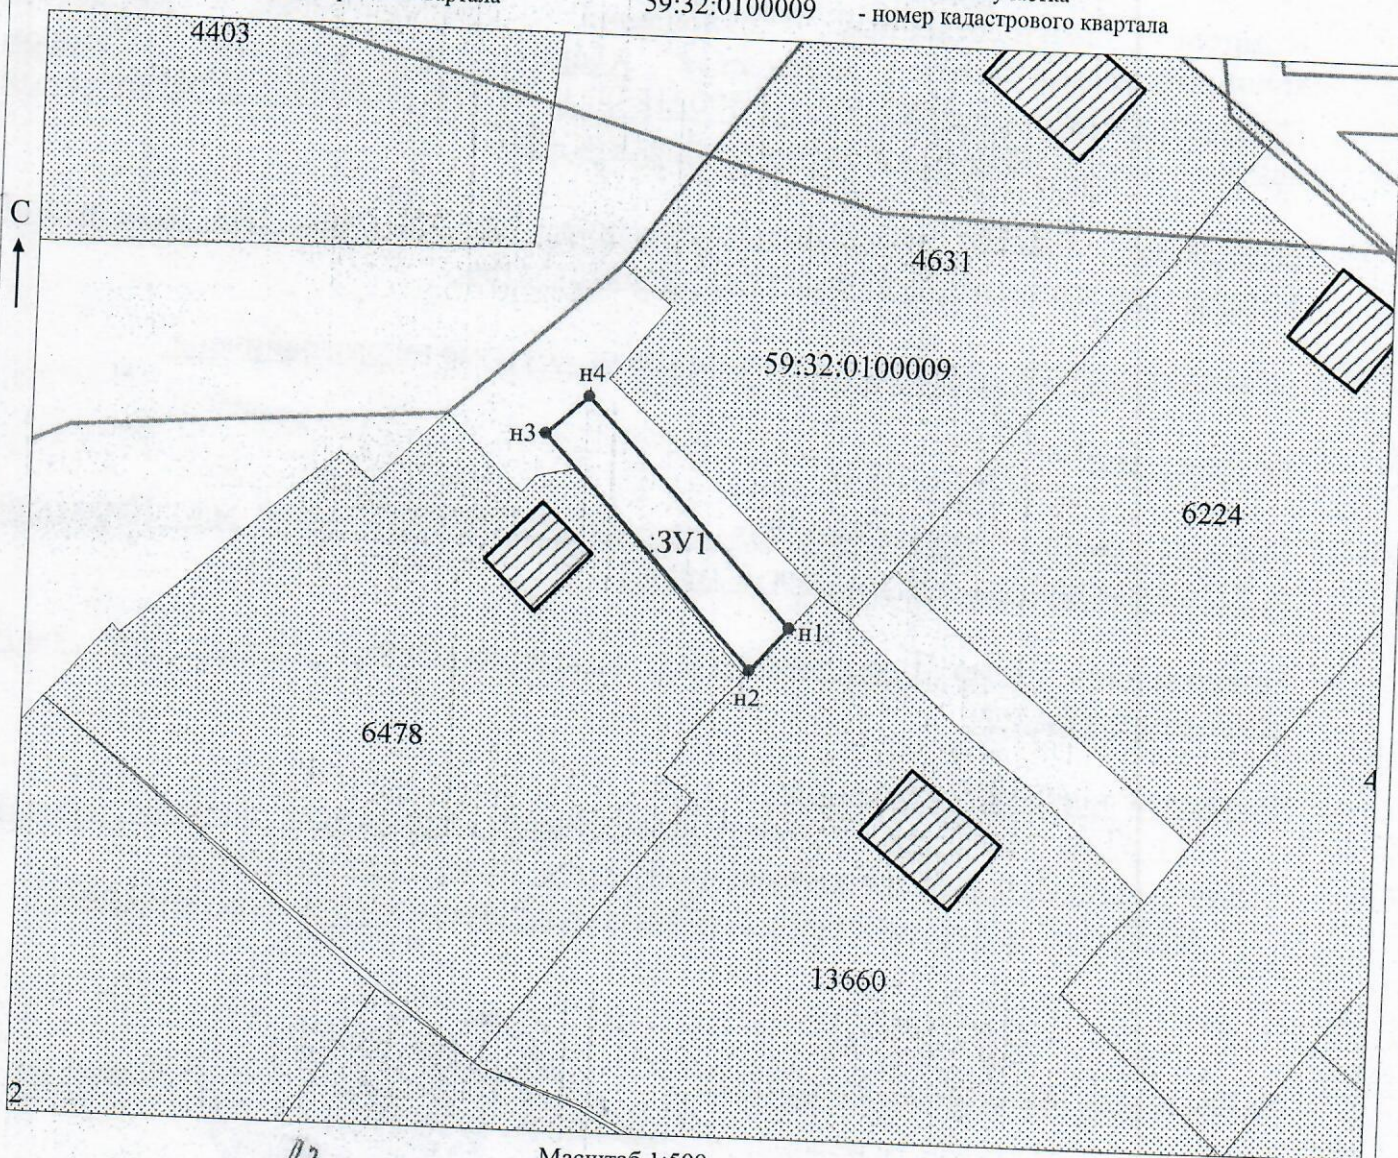 59:32:0100009 - номер кадастрового квартала
4403
С
4631
59:32:0100009
н4
н3
6224
ЗУ1
н1
н2
6478
4
13660
2
Масштаб 1:500